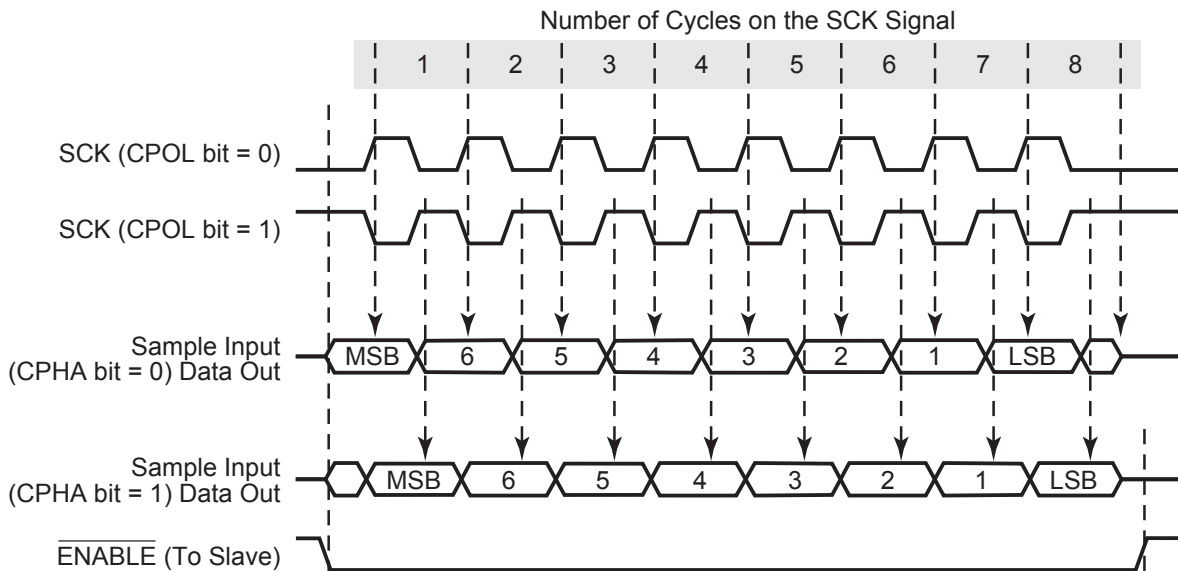 Number of Cycles on the SCK Signal
1 2 3 4 5 6 7 8
SCK (CPOL bit = 0)
SCK (CPOL bit = 1)
Sample Input
(CPHA bit = 0) Data Out
MSB 6 5 4 3 2 1 LSB
Sample Input
(CPHA bit = 1) Data Out
MSB 6 5 4 3 2 1 LSB
ENABLE (To Slave)